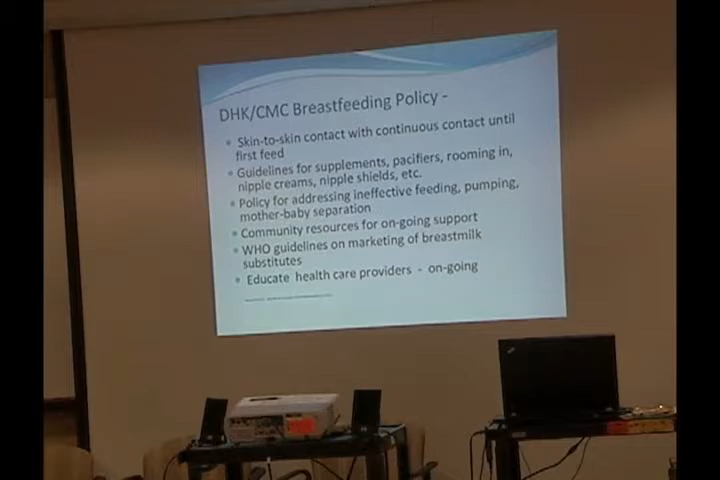 DHK/CMC Breastfeeding Policy -
• Skin-to-skin contact with continuous contact until
first feed
• Guidelines for supplements, pacifiers, rooming in,
nipple creams, nipple shields, etc.
• Policy for addressing ineffective feeding, pumping,
mother-baby separation
• Community resources for on-going support
• WHO guidelines on marketing of breastmilk
substitutes
• Educate health care providers - on-going